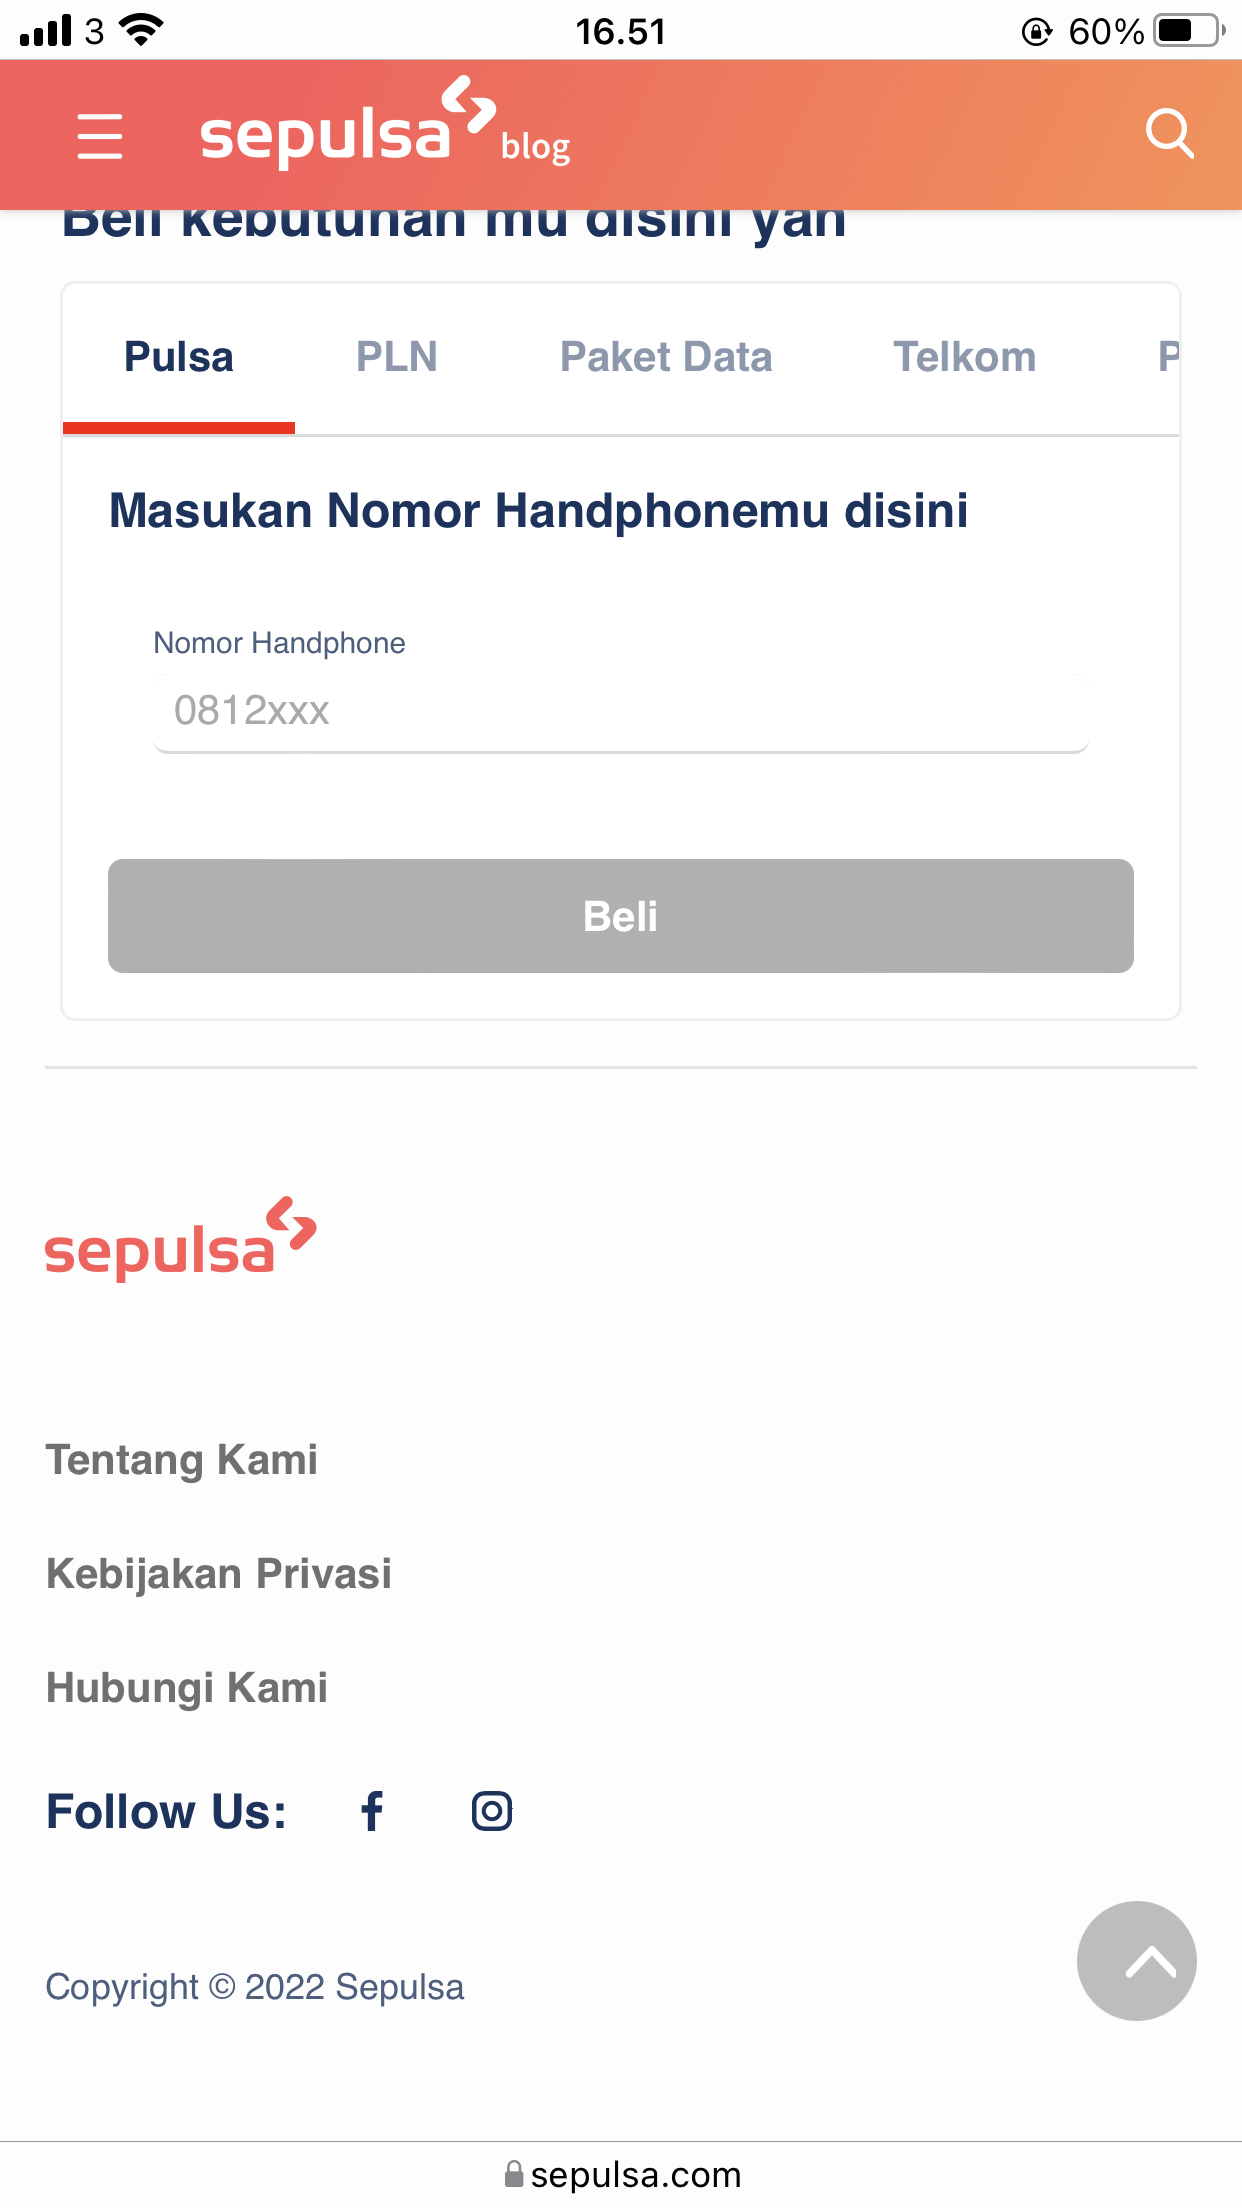 3
16.51
60%
sepulsa blog
Beli kebutuhan mu disini yah
Pulsa PLN Paket Data Telkom P
Masukan Nomor Handphonemu disini
Nomor Handphone
0812xxx
Beli
sepulsa
Tentang Kami
Kebijakan Privasi
Hubungi Kami
Follow Us:
Copyright © 2022 Sepulsa
sepulsa.com